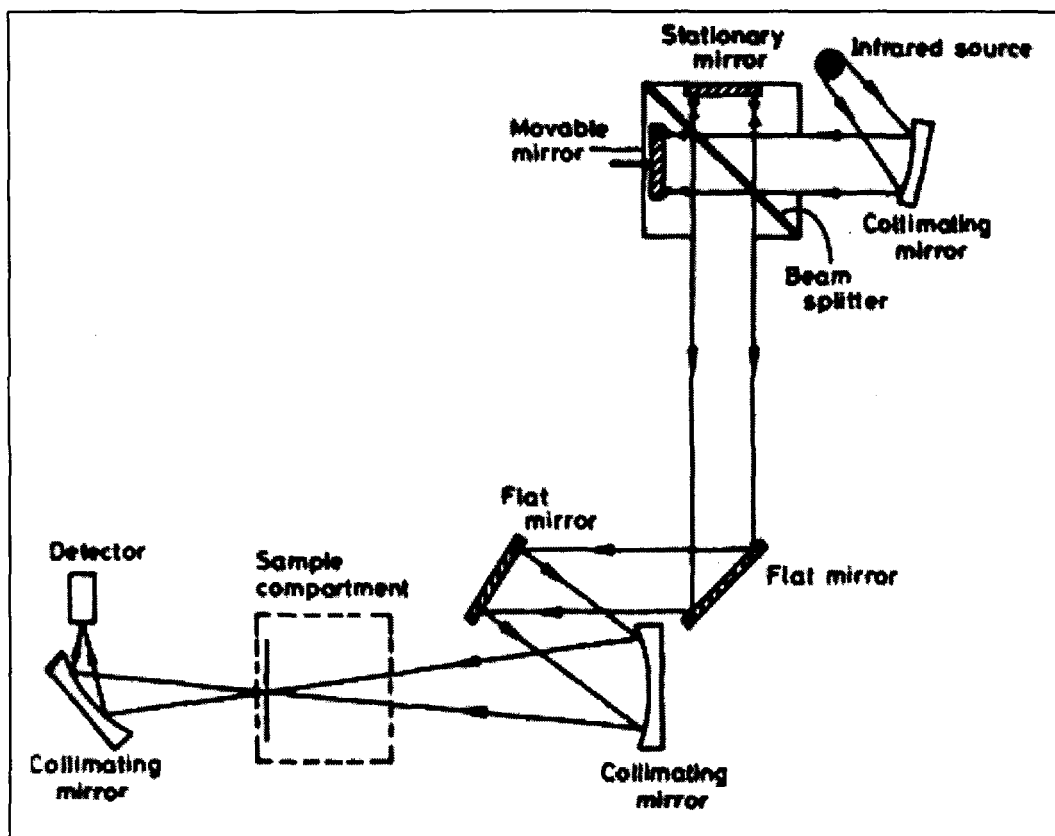 Stationary
mirror
Infrared source
Movable
mirror
Collimating
mirror
Beam
splitter
Flat
mirror
Flat mirror
Detector
Sample
compartment
Collimating
mirror
Collimating
mirror